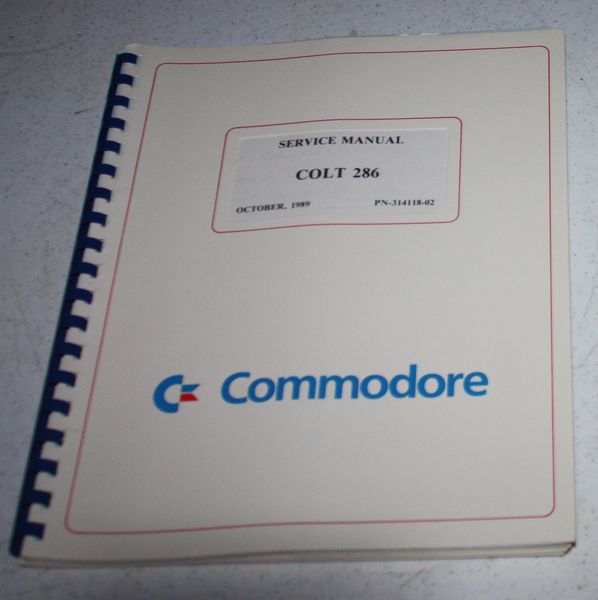 SERVICE MANUAL
COLT 286
OCTOBER, 1989 PN-314118-02
Commodore